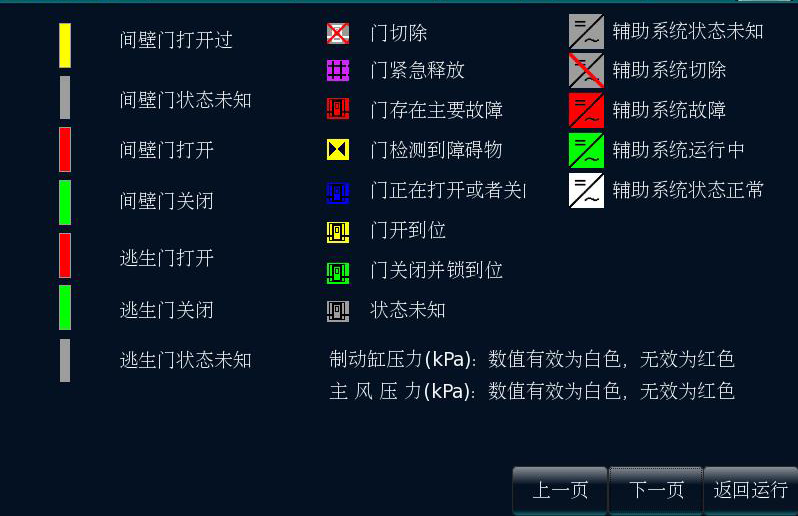 间壁门打开过
间壁门状态未知
间壁门打开
间壁门关闭
逃生门打开
逃生门关闭
逃生门状态未知
门切除
门紧急释放
门存在主要故障
门检测到障碍物
门正在打开或者关
门开到位
门关闭并锁到位
状态未知
辅助系统状态未知
辅助系统切除
辅助系统故障
辅助系统运行中
辅助系统状态正常
制动缸压力(kPa)：数值有效为白色，无效为红色
主 风 压 力(kPa)：数值有效为白色，无效为红色
上一页
下一页
返回运行